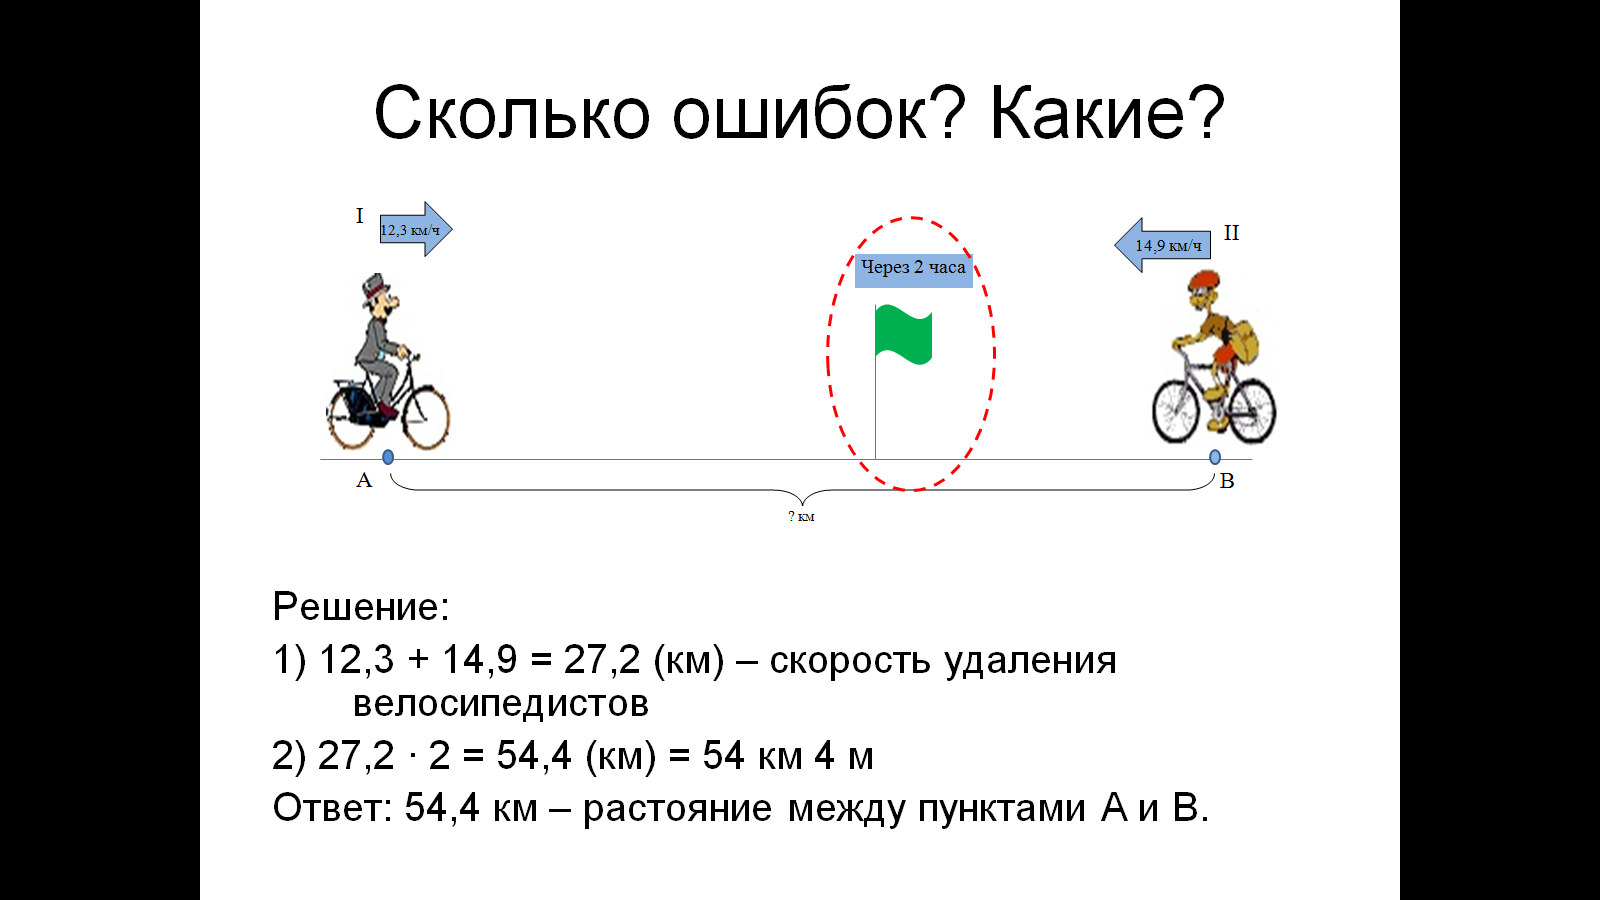 Сколько ошибок? Какие?
I
12,3 км/ч
14,9 км/ч
II
Через 2 часа
А
В
? км
Решение:
1) 12,3 + 14,9 = 27,2 (км) – скорость удаления
велосипедистов
2) 27,2 · 2 = 54,4 (км) = 54 км 4 м
Ответ: 54,4 км – растояние между пунктами А и В.